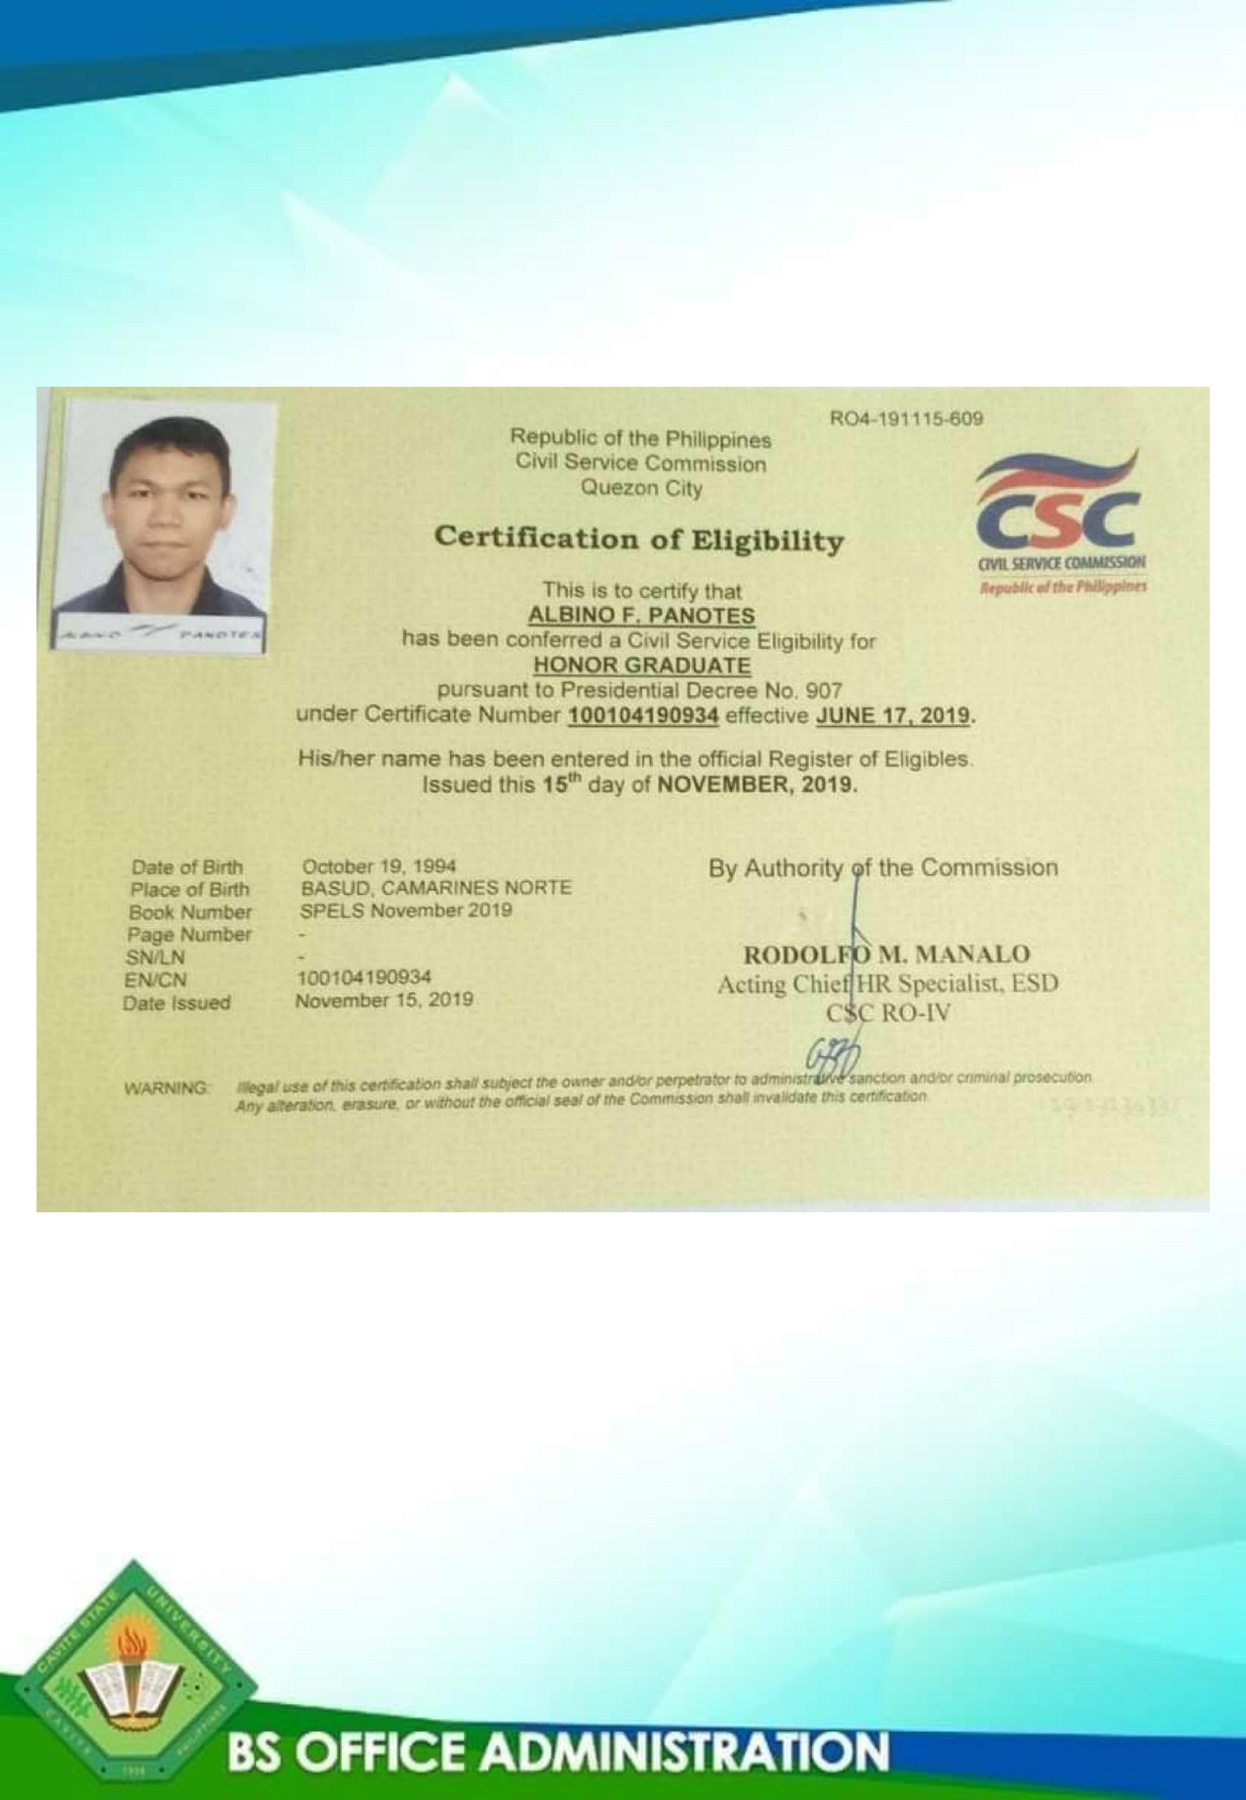 RO4-191115-609
Republic of the Philippines
Civil Service Commission
Quezon City
CSC
CIVIL SERVICE COMMISSION
Republic of the Philippines
Certification of Eligibility
This is to certify that
ALBINO F. PANOTES
has been conferred a Civil Service Eligibility for
HONOR GRADUATE
pursuant to Presidential Decree No. 907
under Certificate Number 100104190934 effective JUNE 17, 2019.
ALBINO PANOTES
His/her name has been entered in the official Register of Eligibles.
Issued this 15th day of NOVEMBER, 2019.
Date of Birth October 19, 1994
Place of Birth BASUD, CAMARINES NORTE
Book Number SPELS November 2019
Page Number -
SN/LN -
EN/CN 100104190934
Date Issued November 15, 2019
By Authority of the Commission
RODOLFO M. MANALO
Acting Chief HR Specialist, ESD
CSC RO-IV
WARNING: Illegal use of this certification shall subject the owner and/or perpetrator to administrative sanction and/or criminal prosecution.
Any alteration, erasure, or without the official seal of the Commission shall invalidate this certification.
CAVITE STATE UNIVERSITY
CAVITE PHILIPPINES
1906
BS OFFICE ADMINISTRATION